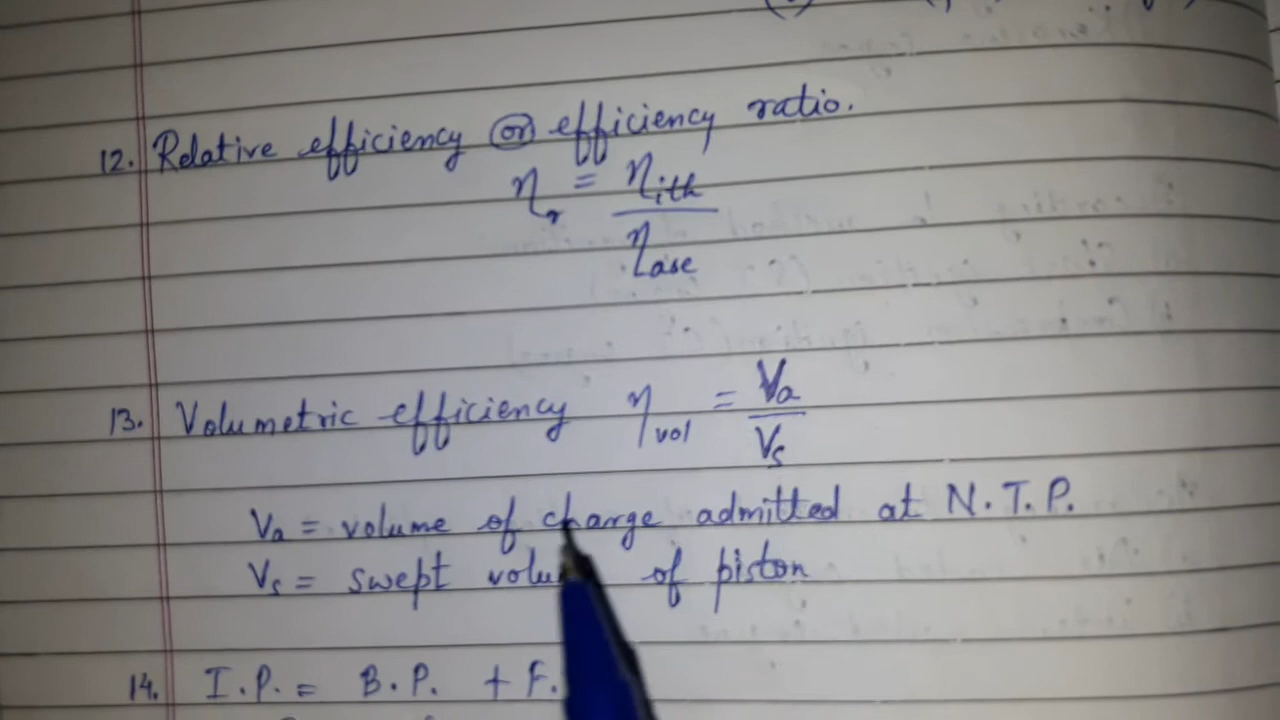 12. Relative efficiency or efficiency ratio.
ηr = ηith / ηase
13. Volumetric efficiency ηvol = Va / Vs
Va = volume of charge admitted at N.T.P.
Vs = swept of piston
14. I.P. = B.P. + F.